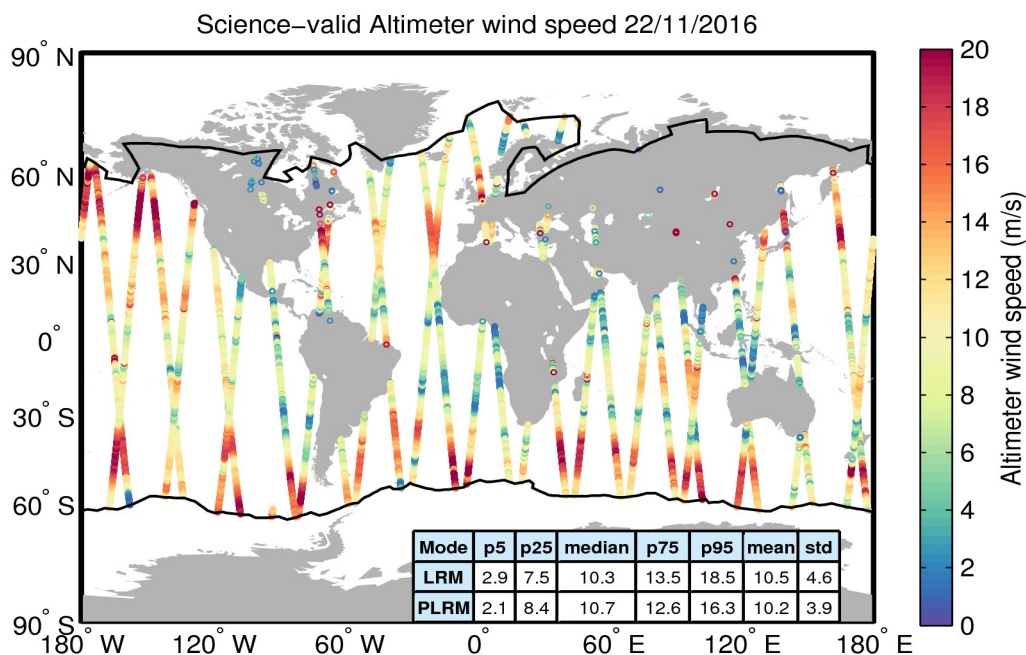 Science−valid Altimeter wind speed 22/11/2016
90° N
60° N
30° N
0°
30° S
60° S
90° S
180° W
120° W
60° W
0°
60° E
120° E
180° E
Mode p5 p25 median p75 p95 mean std
LRM 2.9 7.5 10.3 13.5 18.5 10.5 4.6
PLRM 2.1 8.4 10.7 12.6 16.3 10.2 3.9
20
18
16
14
12
10
8
6
4
2
0
Altimeter wind speed (m/s)